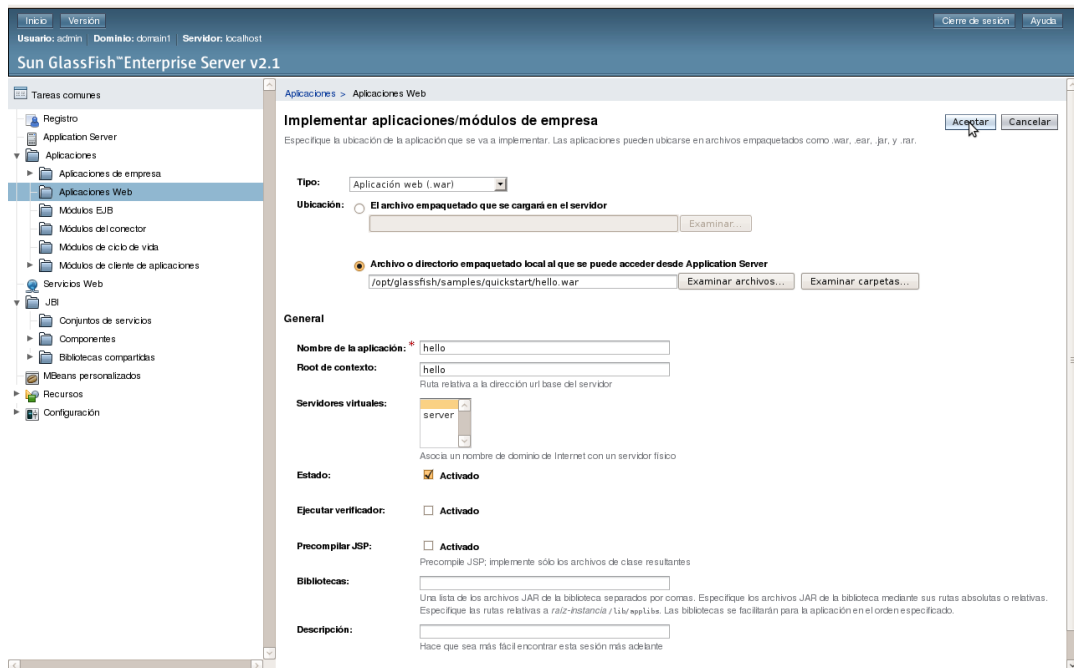 Inicio Versión Cierre de sesión Ayuda
Usuario: admin Dominio: domain1 Servidor: localhost
Sun GlassFish™ Enterprise Server v2.1
Tareas comunes
Registro
Application Server
Aplicaciones
Aplicaciones de empresa
Aplicaciones Web
Módulos EJB
Módulos del conector
Módulos de ciclo de vida
Módulos de cliente de aplicaciones
Servicios Web
JBI
Conjuntos de servicios
Componentes
Bibliotecas compartidas
MBeans personalizados
Recursos
Configuración
Aplicaciones > Aplicaciones Web
Implementar aplicaciones/módulos de empresa
Aceptar Cancelar
Especifique la ubicación de la aplicación que se va a implementar. Las aplicaciones pueden ubicarse en archivos empaquetados como .war, .ear, .jar, y .rar.
Tipo: Aplicación web (.war)
Ubicación: El archivo empaquetado que se cargará en el servidor
Examinar...
Archivo o directorio empaquetado local al que se puede acceder desde Application Server
/opt/glassfish/samples/quickstart/hello.war Examinar archivos... Examinar carpetas...
General
Nombre de la aplicación: * hello
Root de contexto: hello
Ruta relativa a la dirección url base del servidor
Servidores virtuales:
server
Asocia un nombre de dominio de Internet con un servidor físico
Estado: Activado
Ejecutar verificador: Activado
Precompilar JSP: Activado
Precompile JSP; implemente sólo los archivos de clase resultantes
Bibliotecas:
Una lista de los archivos JAR de la biblioteca separados por comas. Especifique los archivos JAR de la biblioteca mediante sus rutas absolutas o relativas.
Especifique las rutas relativas a raíz-instancia/lib/applibs. Las bibliotecas se facilitarán para la aplicación en el orden especificado.
Descripción:
Hace que sea más fácil encontrar esta sesión más adelante